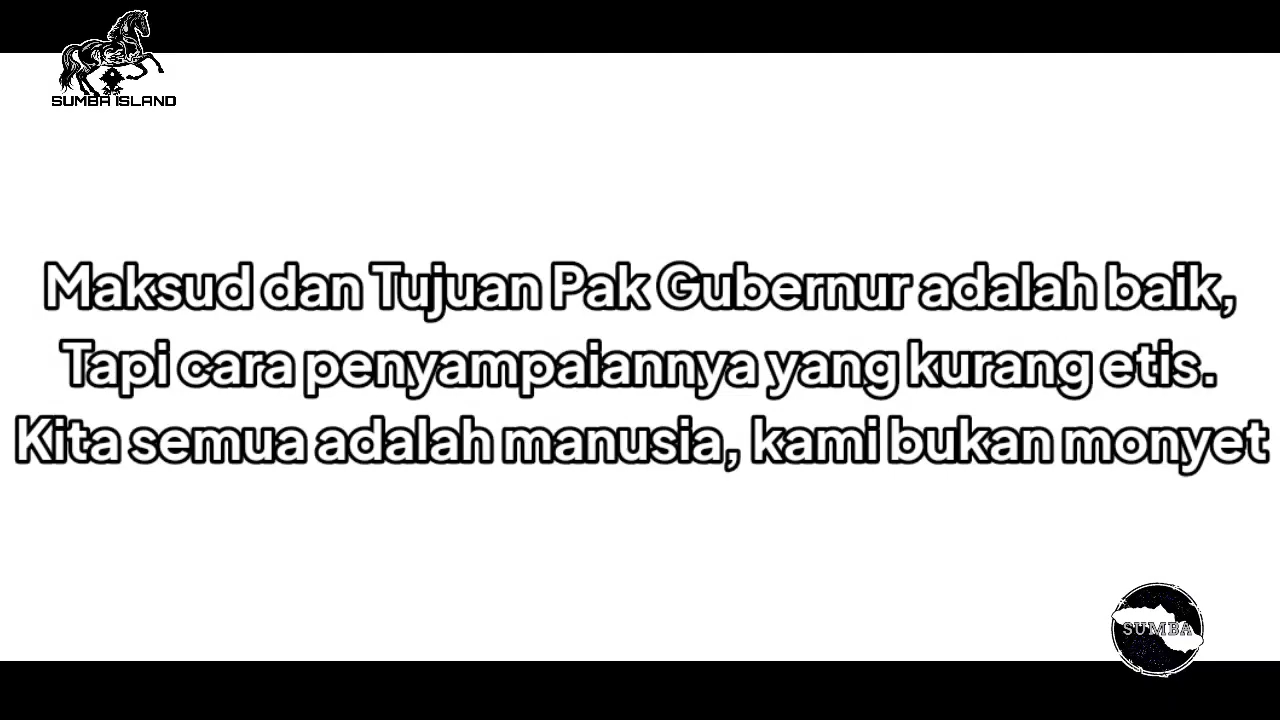 SUMBA ISLAND
Maksud dan Tujuan Pak Gubernur adalah baik,
Tapi cara penyampaiannya yang kurang etis.
Kita semua adalah manusia, kami bukan monyet
SUMBA